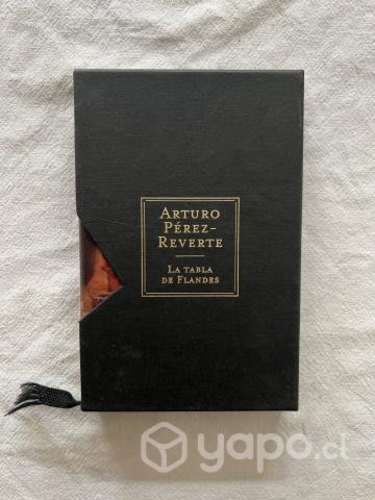 ARTURO
PÉREZ-
REVERTE
LA TABLA
DE FLANDES
yapo.cl